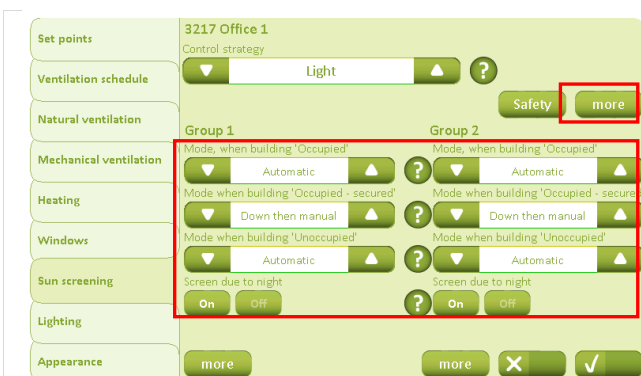 3217 Office 1
Control strategy
Light
?
Safety
more
Set points
Ventilation schedule
Natural ventilation
Mechanical ventilation
Heating
Windows
Sun screening
Lighting
Appearance
Group 1
Group 2
Mode, when building 'Occupied'
Mode, when building 'Occupied'
Automatic
?
Automatic
Mode when building 'Occupied - secured'
Mode when building 'Occupied - secure
Down then manual
?
Down then manual
Mode when building 'Unoccupied'
Mode when building 'Unoccupied'
Automatic
?
Automatic
Screen due to night
Screen due to night
On
Off
?
On
Off
more
more